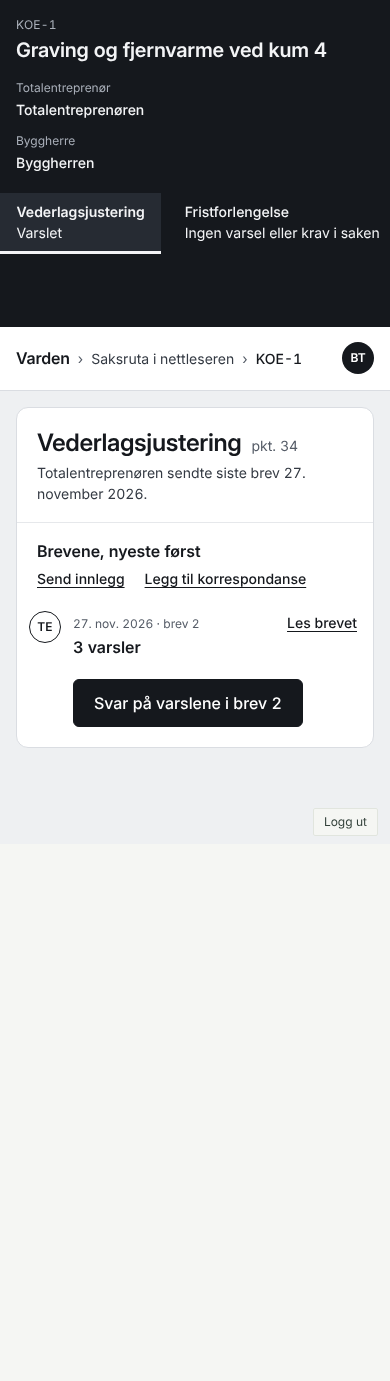 KOE-1
Graving og fjernvarme ved kum 4
Totalentreprenør
Totalentreprenøren
Byggherre
Byggherren
Vederlagsjustering
Varslet
Fristforlengelse
Ingen varsel eller krav i saken
Varden › Saksruta i nettleseren › KOE-1
BT
Vederlagsjustering pkt. 34
Totalentreprenøren sendte siste brev 27.
november 2026.
Brevene, nyeste først
Send innlegg Legg til korrespondanse
TE
27. nov. 2026 · brev 2
Les brevet
3 varsler
Svar på varslene i brev 2
Logg ut